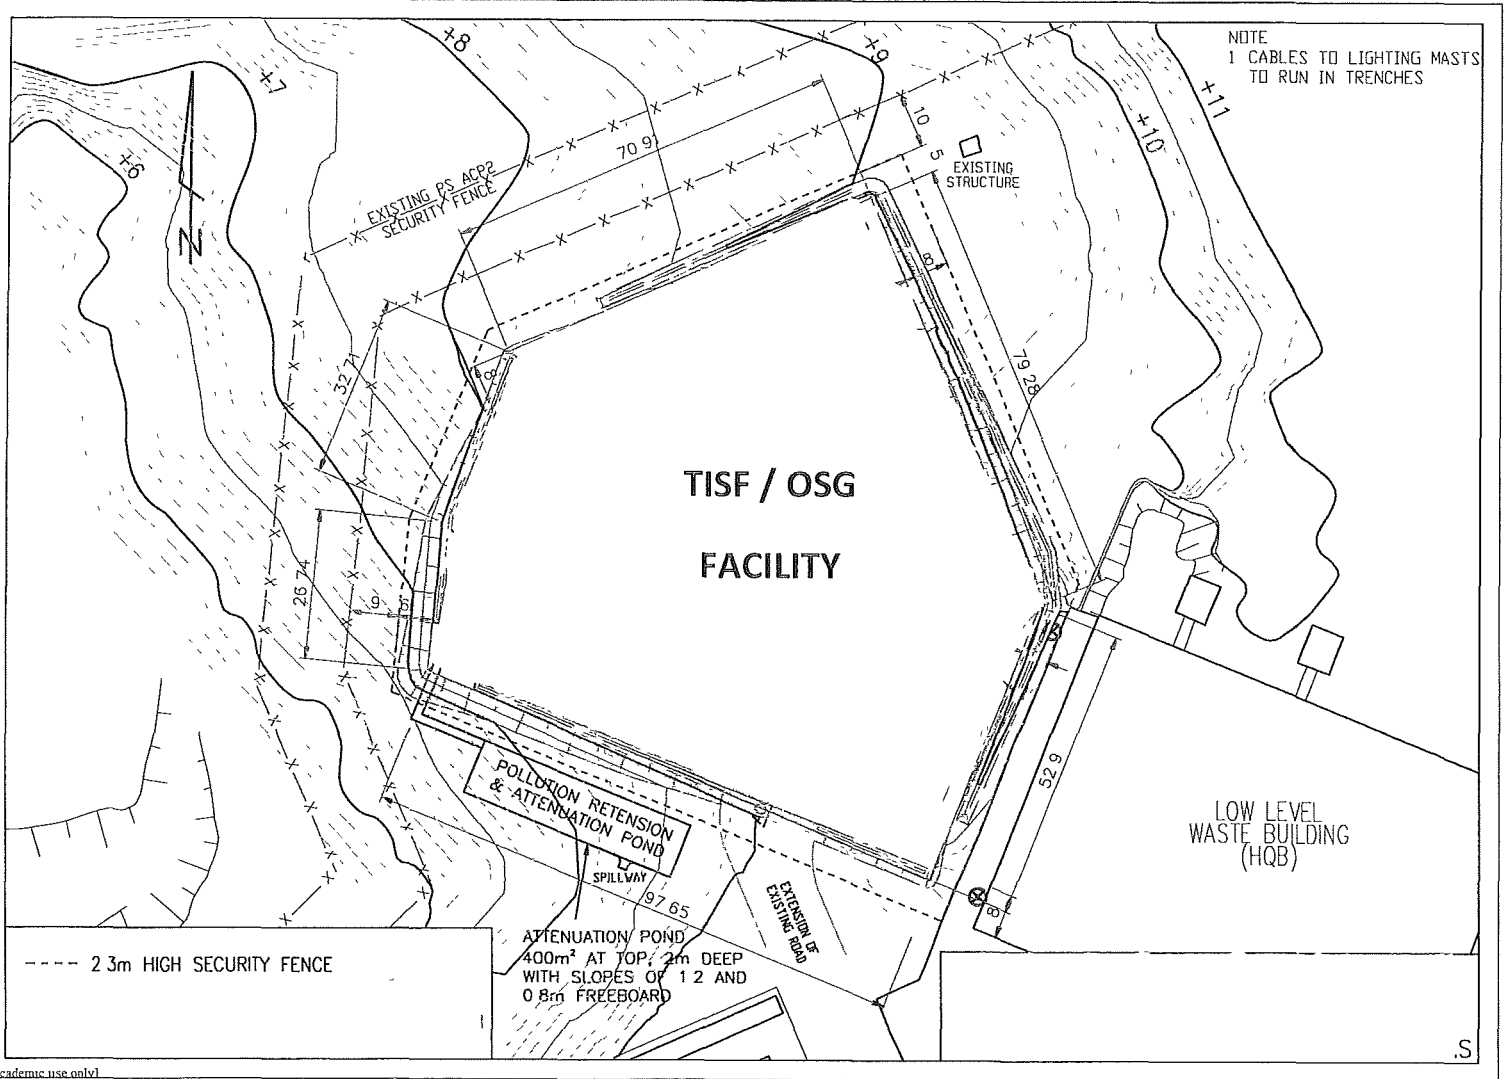 NOTE
1 CABLES TO LIGHTING MASTS
TO RUN IN TRENCHES
+6
+7
+8
+9
+10
+11
N
EXISTING PS ACP2
SECURITY FENCE
70 91
10
5
EXISTING
STRUCTURE
8
79 28
32 71
8
26 74
9
6
TISF / OSG
FACILITY
52 9
8
LOW LEVEL
WASTE BUILDING
(HQB)
POLLUTION RETENSION
& ATTENUATION POND
SPILLWAY
97 65
EXTENSION OF
EXISTING ROAD
ATTENUATION POND
400m² AT TOP, 2m DEEP
WITH SLOPES OF 1 2 AND
0 8m FREEBOARD
---- 2 3m HIGH SECURITY FENCE
.S
cademic use only]